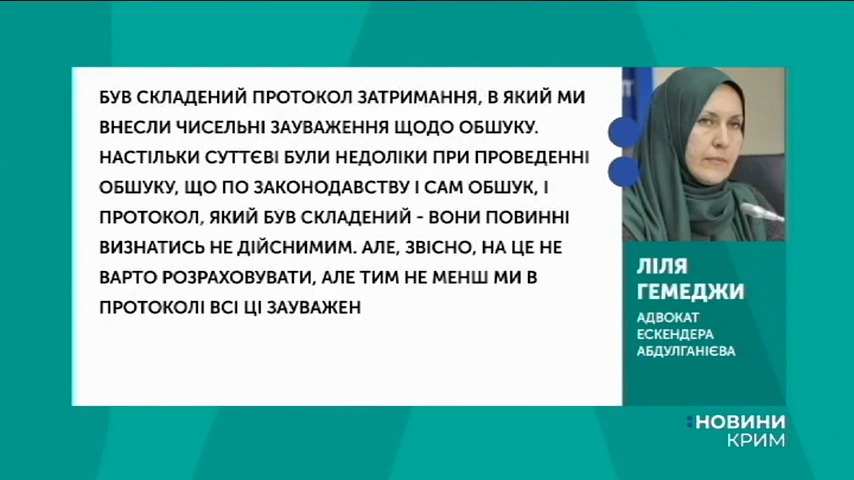 БУВ СКЛАДЕНИЙ ПРОТОКОЛ ЗАТРИМАННЯ, В ЯКИЙ МИ
ВНЕСЛИ ЧИСЕЛЬНІ ЗАУВАЖЕННЯ ЩОДО ОБШУКУ.
НАСТІЛЬКИ СУТТЄВІ БУЛИ НЕДОЛІКИ ПРИ ПРОВЕДЕННІ
ОБШУКУ, ЩО ПО ЗАКОНОДАВСТВУ І САМ ОБШУК, І
ПРОТОКОЛ, ЯКИЙ БУВ СКЛАДЕНИЙ - ВОНИ ПОВИННІ
ВИЗНАТИСЬ НЕ ДІЙСНИМИМ. АЛЕ, ЗВІСНО, НА ЦЕ НЕ
ВАРТО РОЗРАХОВУВАТИ, АЛЕ ТИМ НЕ МЕНШ МИ В
ПРОТОКОЛІ ВСІ ЦІ ЗАУВАЖЕН
ЛІЛЯ
ГЕМЕДЖИ
АДВОКАТ
ЕСКЕНДЕРА
АБДУЛГАНІЄВА
:НОВИНИ
КРИМ